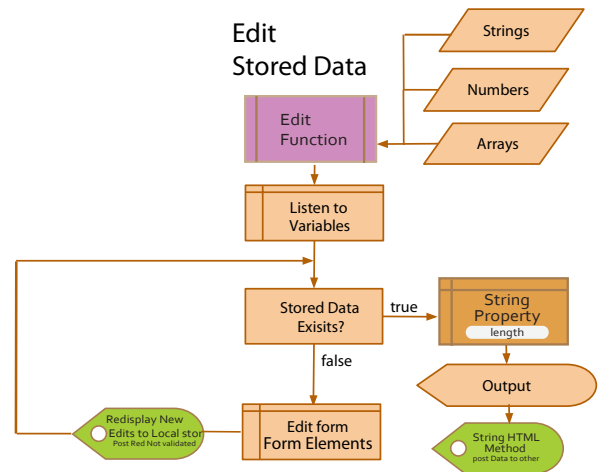 Edit
Stored Data
Strings
Numbers
Arrays
Edit
Function
Listen to
Variables
Stored Data
Exisits?
true
String
Property
length
false
Output
Edit form
Form Elements
Redisplay New
Edits to Local stor
Post Red Not validated
String HTML
Method
post Data to other